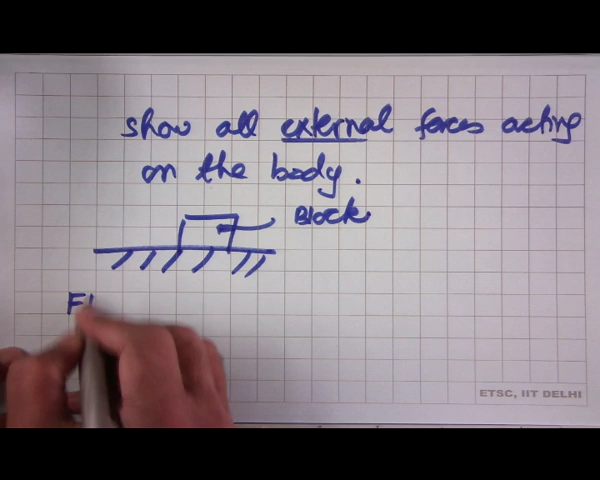 show all external forces acting
on the body.
Block
ETSC, IIT DELHI